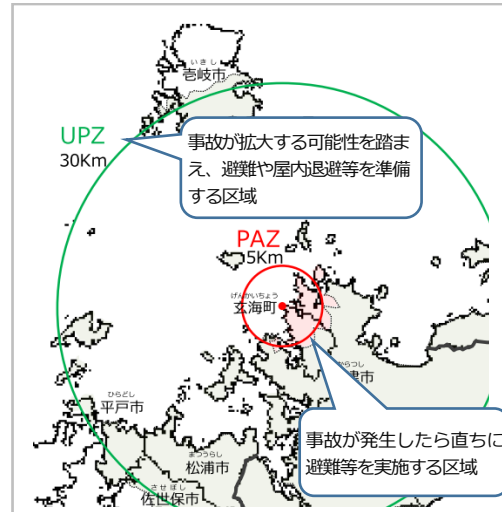 いきし
壱岐市
UPZ
30Km
事故が拡大する可能性を踏ま
え、避難や屋内退避等を準備
する区域
PAZ
5Km
げんかいちょう
玄海町
からつし
津市
ひらどし
平戸市
まつうらし
松浦市
させぼし
佐世保市
事故が発生したら直ちに
避難等を実施する区域